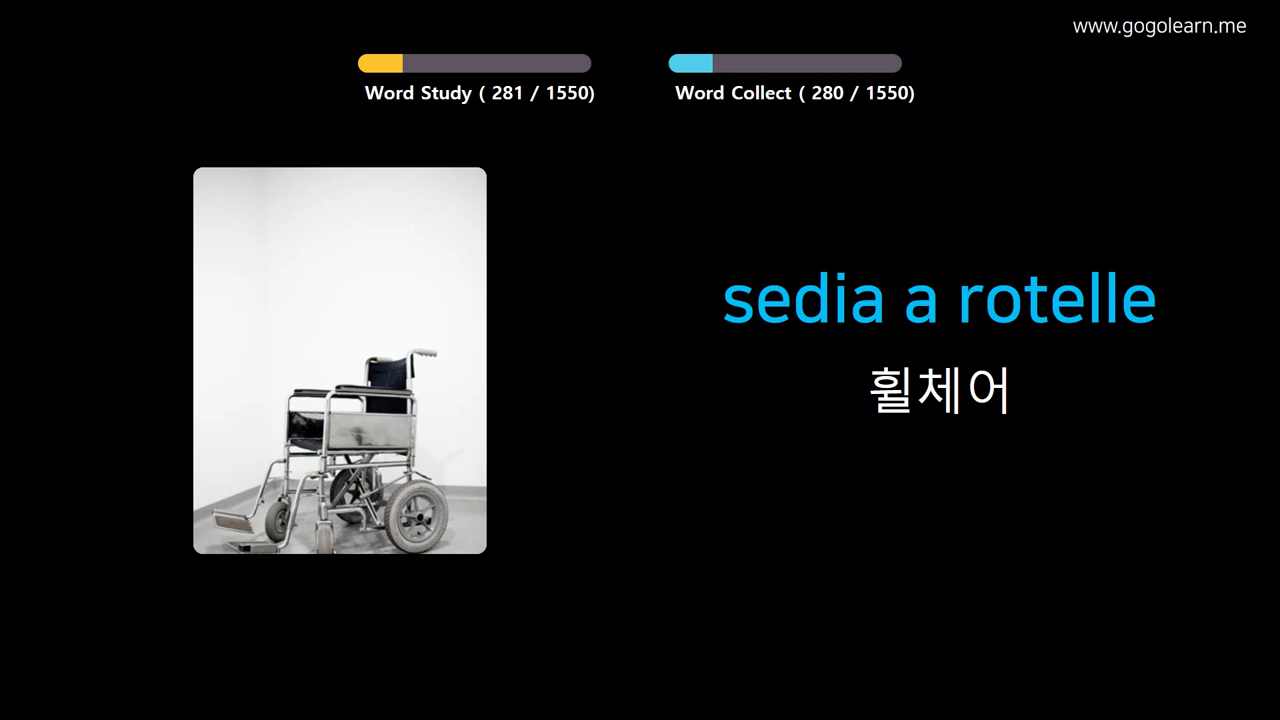 www.gogolearn.me
Word Study ( 281 / 1550)
Word Collect ( 280 / 1550)
sedia a rotelle
휠체어